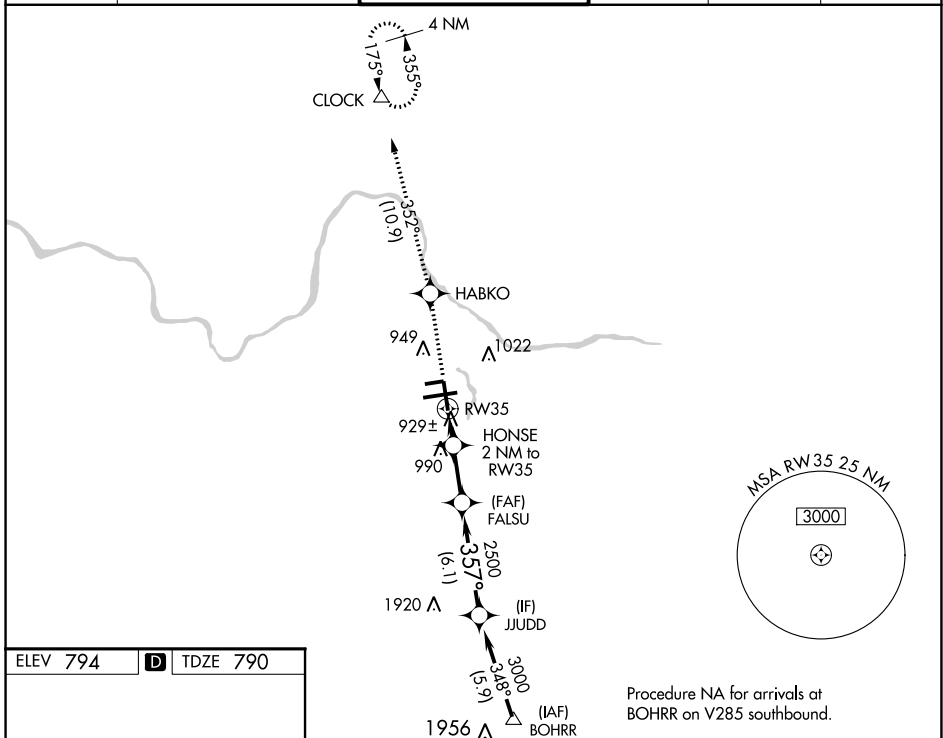 4 NM
175°
355°
CLOCK
352°
(10.9)
HABKO
949
1022
RW35
929±
HONSE
2 NM to
RW35
990
(FAF)
FALSU
2500
357°
(6.1)
1920
(IF)
JJUDD
3000
348°
(5.9)
(IAF)
BOHRR
1956
MSA RW35 25 NM
3000
Procedure NA for arrivals at
BOHRR on V285 southbound.
ELEV 794 D TDZE 790